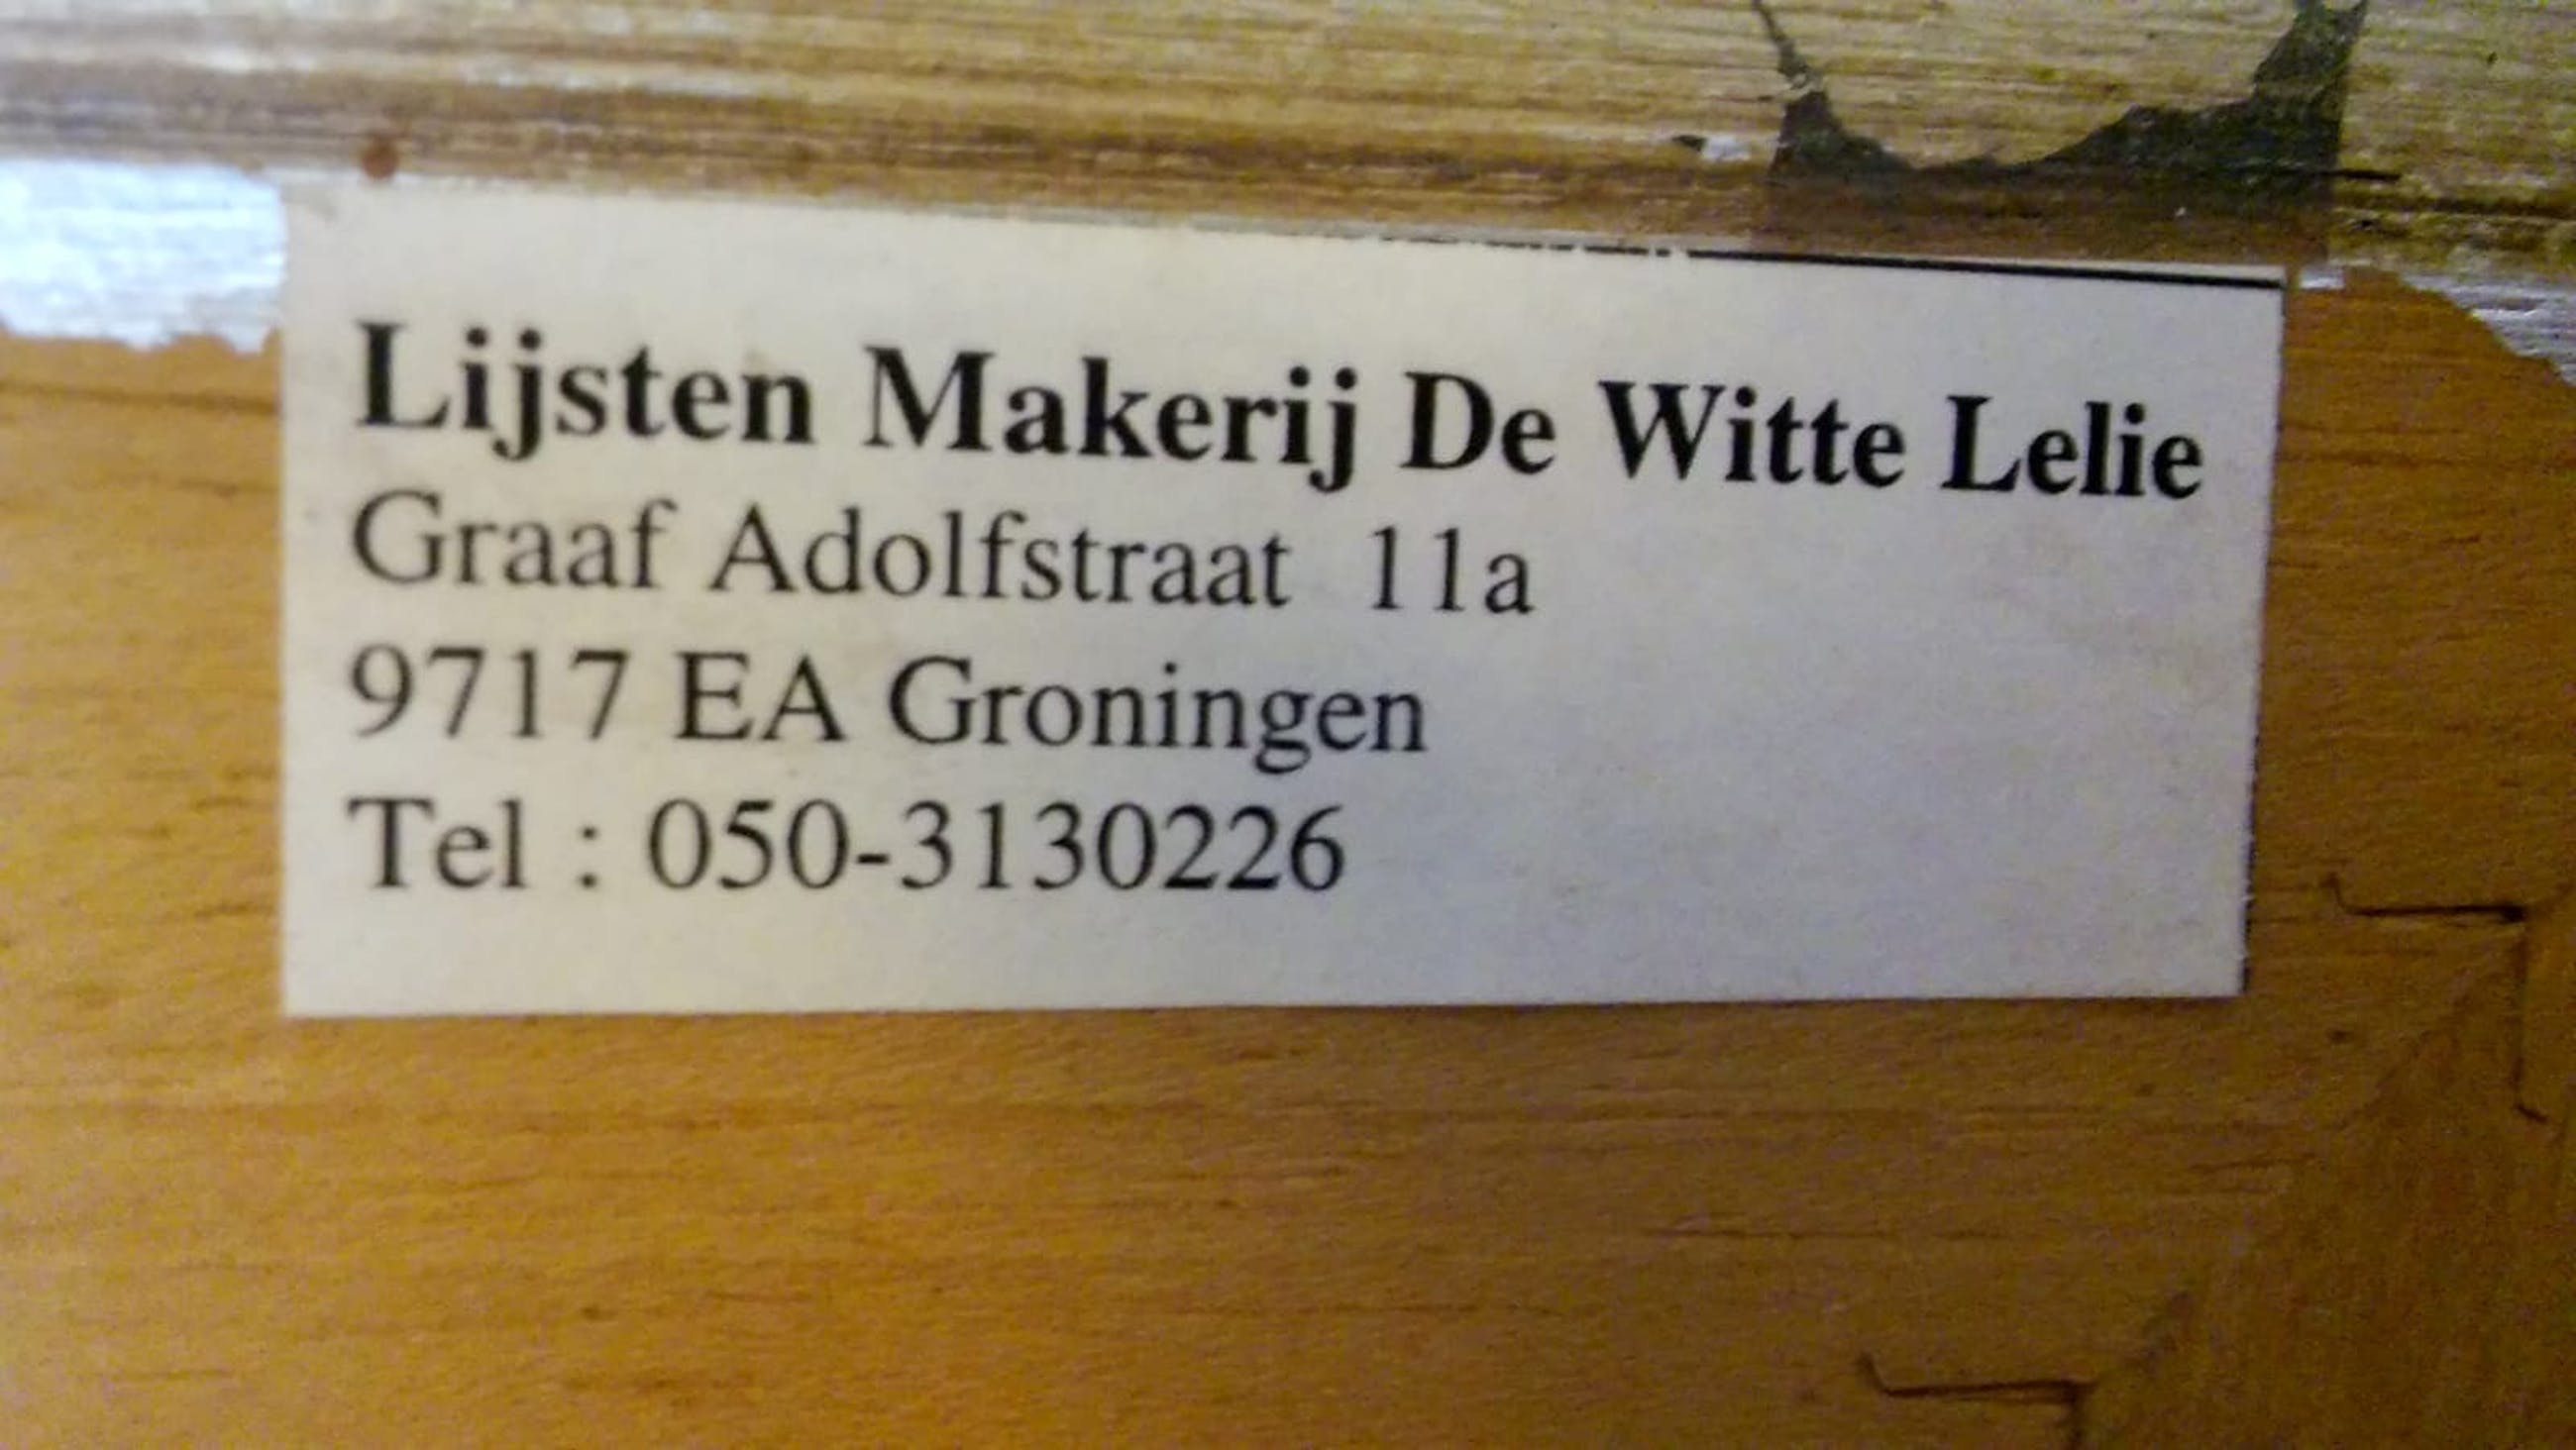 Lijsten Makerij De Witte Lelie
Graaf Adolfstraat 11a
9717 EA Groningen
Tel : 050-3130226